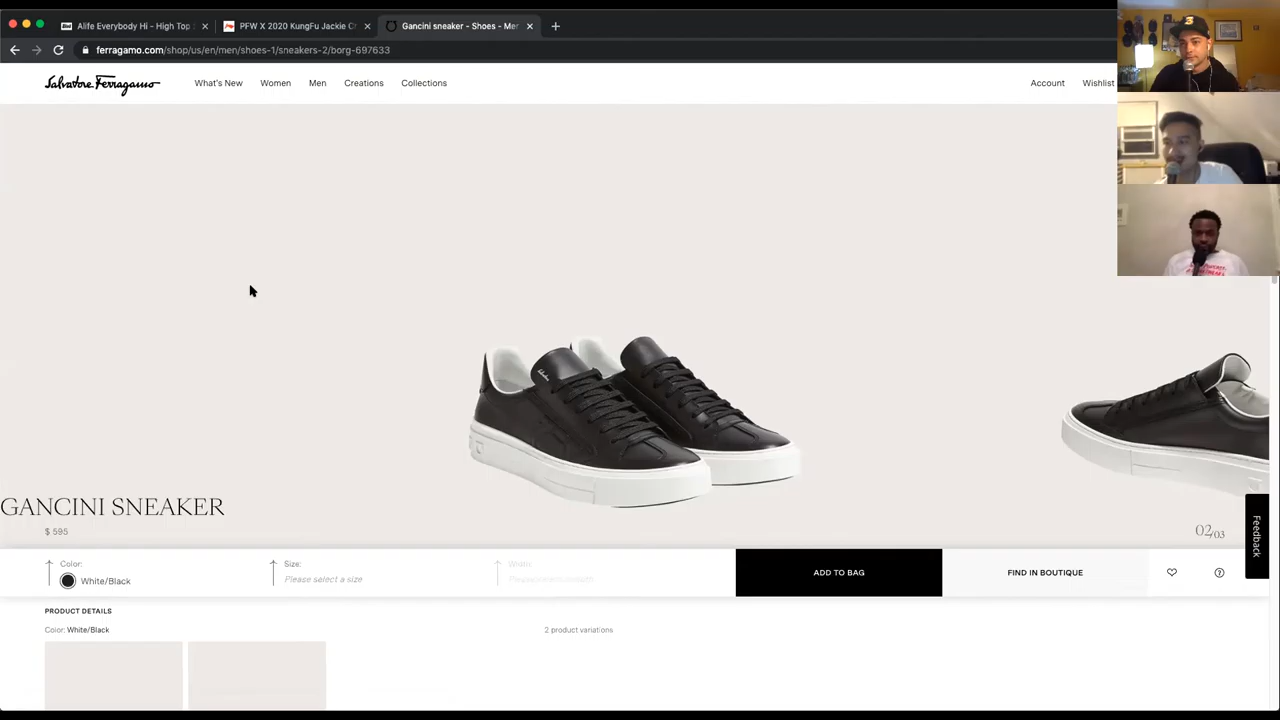 Alife Everybody Hi - High Top
PFW X 2020 KungFu Jackie C
Gancini sneaker - Shoes - Mer
ferragamo.com/shop/us/en/men/shoes-1/sneakers-2/borg-697633
Salvatore Ferragamo
What's New
Women
Men
Creations
Collections
Account
Wishlist
GANCINI SNEAKER
$ 595
02/03
Feedback
Color:
White/Black
Size:
Please select a size
Width:
ADD TO BAG
FIND IN BOUTIQUE
PRODUCT DETAILS
Color: White/Black
2 product variations